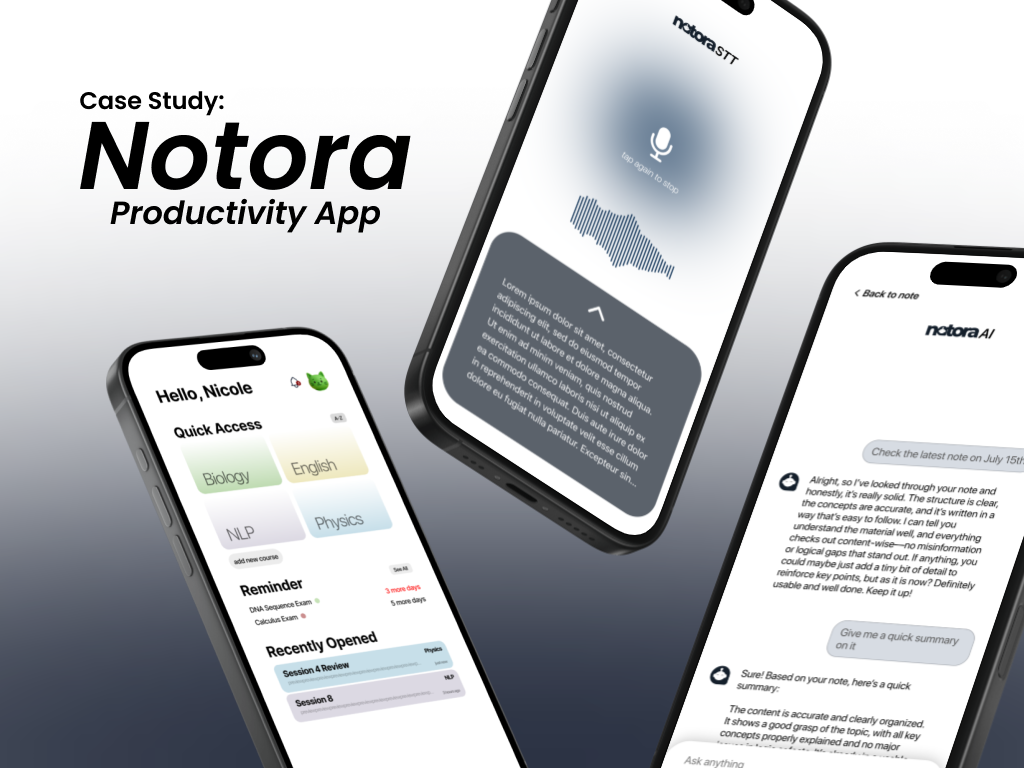 Case Study:
Notora
Productivity App
notora STT
tap again to stop
Lorem ipsum dolor sit amet, consectetur
adipiscing elit, sed do eiusmod tempor
incididunt ut labore et dolore magna aliqua.
Ut enim ad minim veniam, quis nostrud
exercitation ullamco laboris nisi ut aliquip ex
ea commodo consequat. Duis aute irure dolor
in reprehenderit in voluptate velit esse cillum
dolore eu fugiat nulla pariatur. Excepteur sin...
Hello, Nicole
Quick Access
A-Z
Biology
English
NLP
Physics
add new course
Reminder
See All
DNA Sequence Exam
3 more days
Calculus Exam
5 more days
Recently Opened
Session 4 Review
Physics
Session 8
NLP
< Back to note
notora AI
Check the latest note on July 15th
Alright, so I've looked through your note and
honestly, it's really solid. The structure is clear,
the concepts are accurate, and it's written in a
way that's easy to follow. I can tell you
understand the material well, and everything
checks out content-wise—no misinformation
or logical gaps that stand out. If anything, you
could maybe just add a tiny bit of detail to
reinforce key points, but as it is now? Definitely
usable and well done. Keep it up!
Give me a quick summary
on it
Sure! Based on your note, here's a quick
summary:
The content is accurate and clearly organized.
It shows a good grasp of the topic, with all key
concepts properly explained and no major
Ask anything